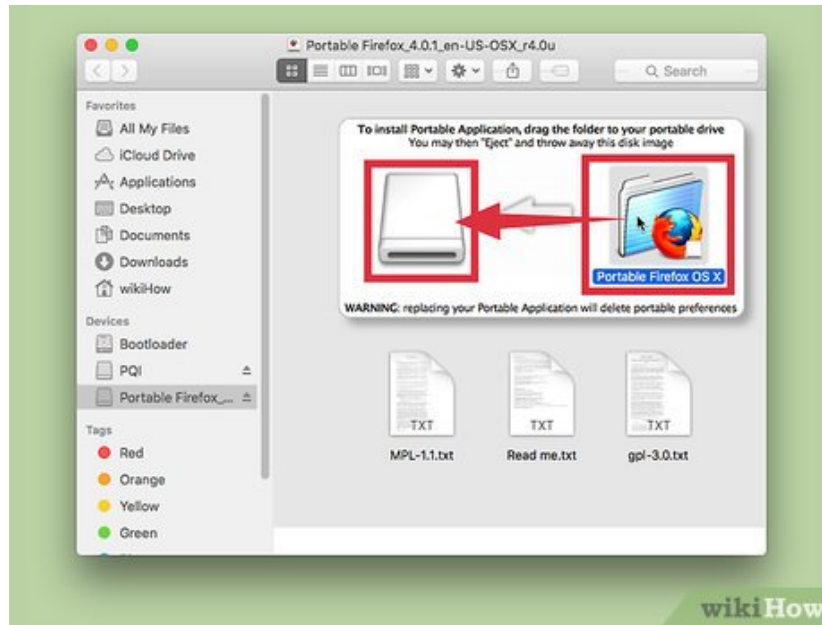 Portable Firefox_4.0.1_en-US-OSX_r4.0u
Search
Favorites
All My Files
iCloud Drive
Applications
Desktop
Documents
Downloads
wikiHow
Devices
Bootloader
PQI
Portable Firefox_...
Tags
Red
Orange
Yellow
Green
To install Portable Application, drag the folder to your portable drive
You may then "Eject" and throw away this disk image
Portable Firefox OS X
WARNING: replacing your Portable Application will delete portable preferences
TXT
TXT
TXT
MPL-1.1.txt
Read me.txt
gpl-3.0.txt
wikiHow